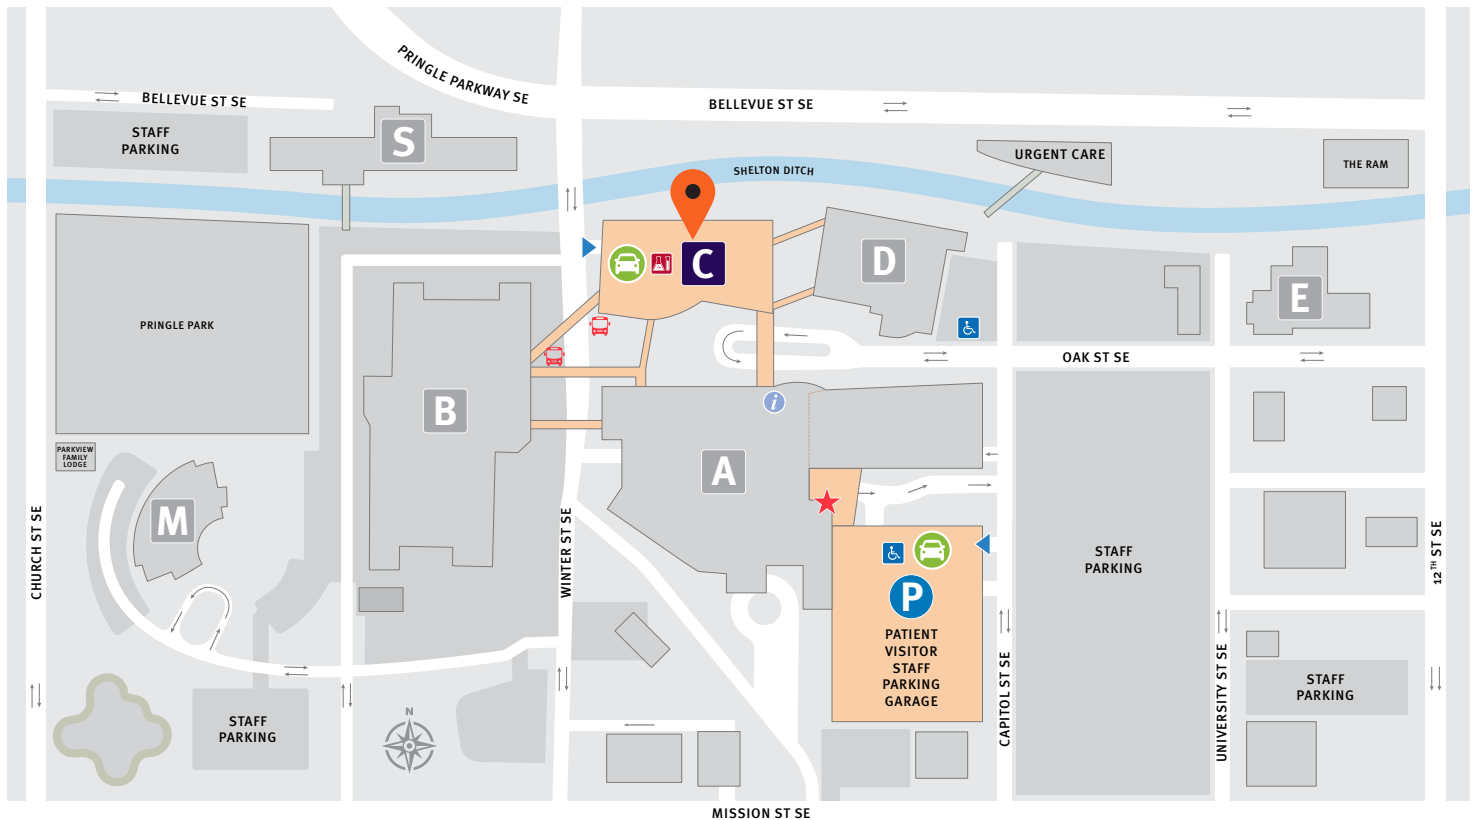 PRINGLE PARKWAY SE
BELLEVUE ST SE
BELLEVUE ST SE
STAFF
PARKING
S
URGENT CARE
THE RAM
SHELTON DITCH
C
D
E
PRINGLE PARK
OAK ST SE
B
i
A
PARKVIEW
FAMILY
LODGE
M
CHURCH ST SE
WINTER ST SE
STAFF
PARKING
12TH ST SE
P
PATIENT
VISITOR
STAFF
PARKING
GARAGE
CAPITOL ST SE
UNIVERSITY ST SE
STAFF
PARKING
STAFF
PARKING
N
MISSION ST SE